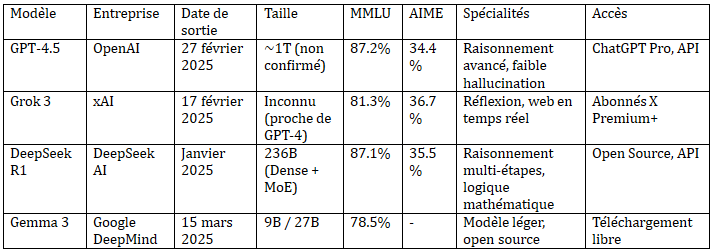 Modèle Entreprise Date de sortie Taille MMLU AIME Spécialités Accès
GPT-4.5 OpenAI 27 février 2025 ~1T (non confirmé) 87.2% 34.4% Raisonnement avancé, faible hallucination ChatGPT Pro, API
Grok 3 xAI 17 février 2025 Inconnu (proche de GPT-4) 81.3% 36.7% Réflexion, web en temps réel Abonnés X Premium+
DeepSeek R1 DeepSeek AI Janvier 2025 236B (Dense + MoE) 87.1% 35.5% Raisonnement multi-étapes, logique mathématique Open Source, API
Gemma 3 Google DeepMind 15 mars 2025 9B / 27B 78.5% - Modèle léger, open source Téléchargement libre